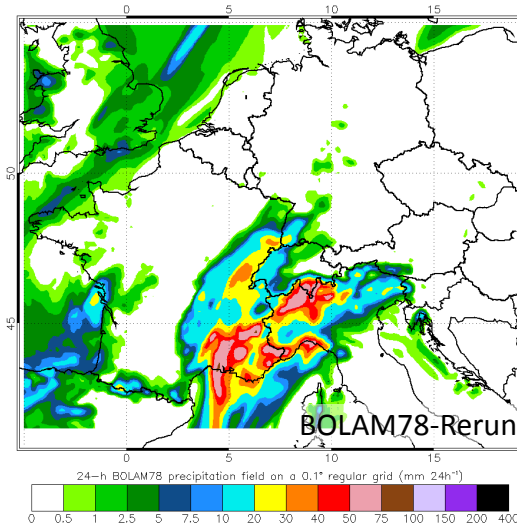 0 5 10 15
50
45
BOLAM78-Rerun
0 5 10 15
24-h BOLAM78 precipitation field on a 0.1° regular grid (mm 24h⁻¹)
0.5 1 2.5 5 7.5 10 20 30 40 50 75 100 150 200 400